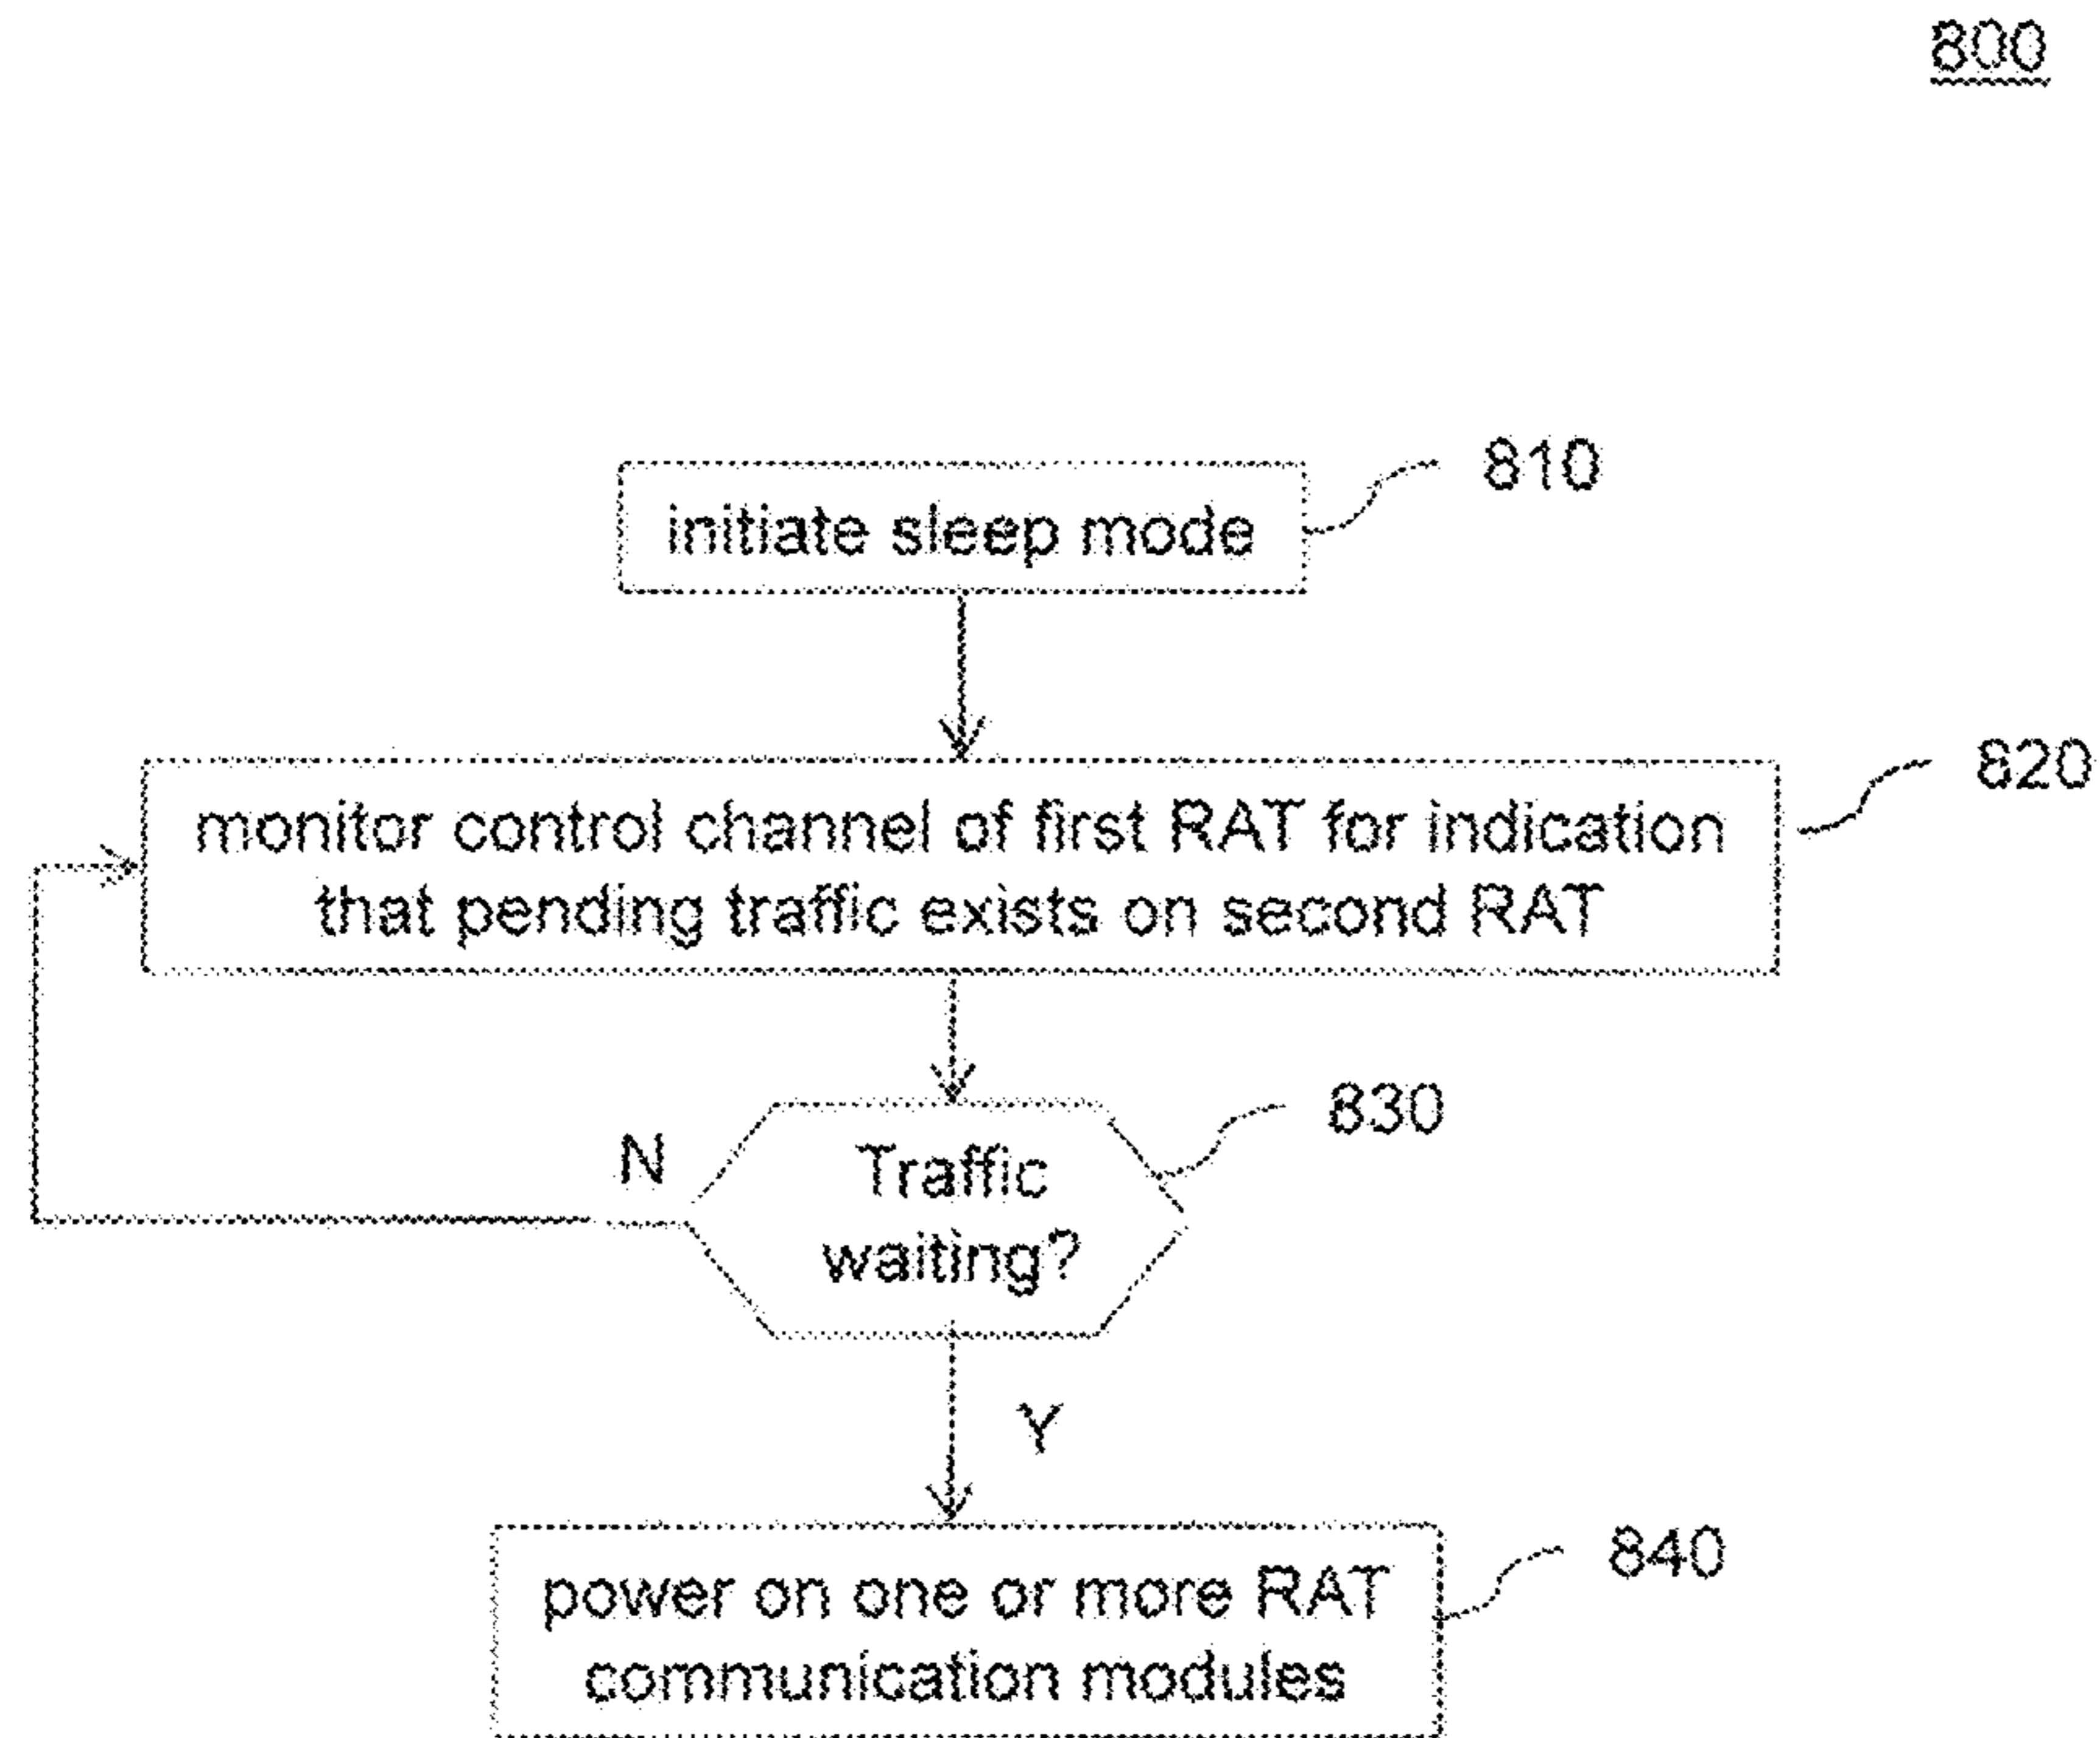 800
initiate sleep mode
810
monitor control channel of first RAT for indication
that pending traffic exists on second RAT
820
Traffic
waiting?
830
N
Y
power on one or more RAT
communication modules
840